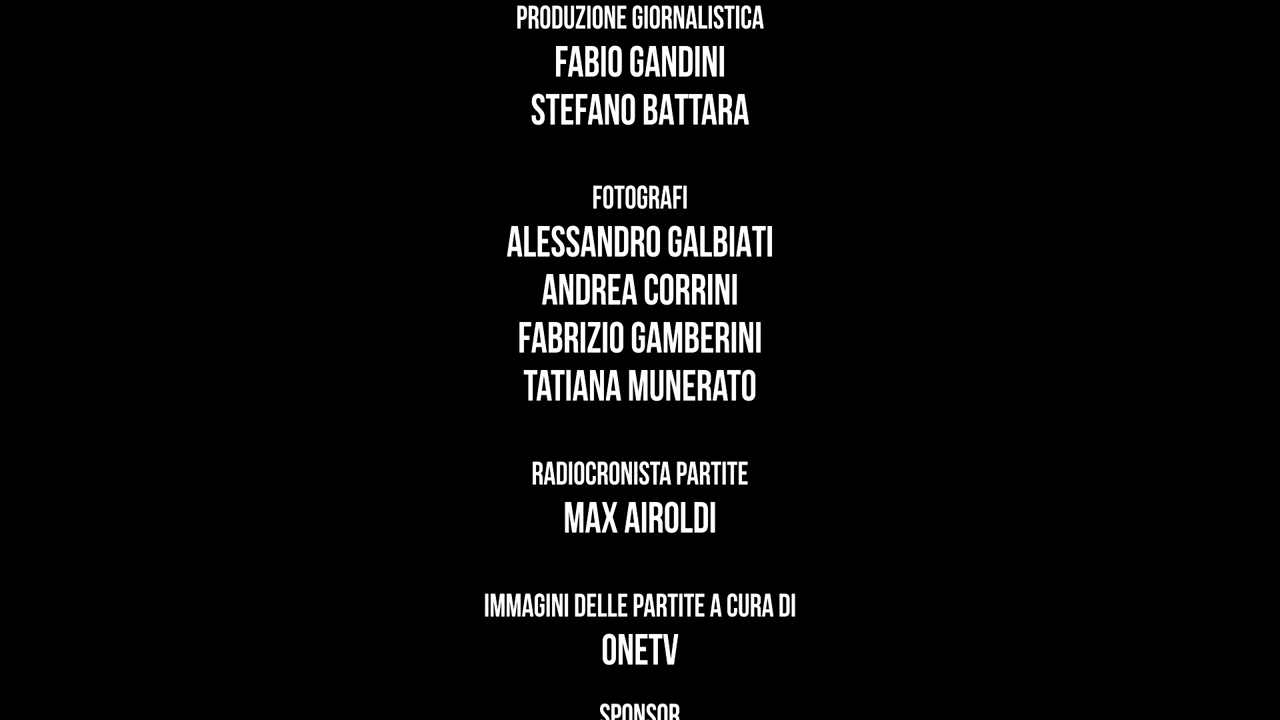 PRODUZIONE GIORNALISTICA
FABIO GANDINI
STEFANO BATTARA
FOTOGRAFI
ALESSANDRO GALBIATI
ANDREA CORRINI
FABRIZIO GAMBERINI
TATIANA MUNERATO
RADIOCRONISTA PARTITE
MAX AIROLDI
IMMAGINI DELLE PARTITE A CURA DI
ONETV
SPONSOR